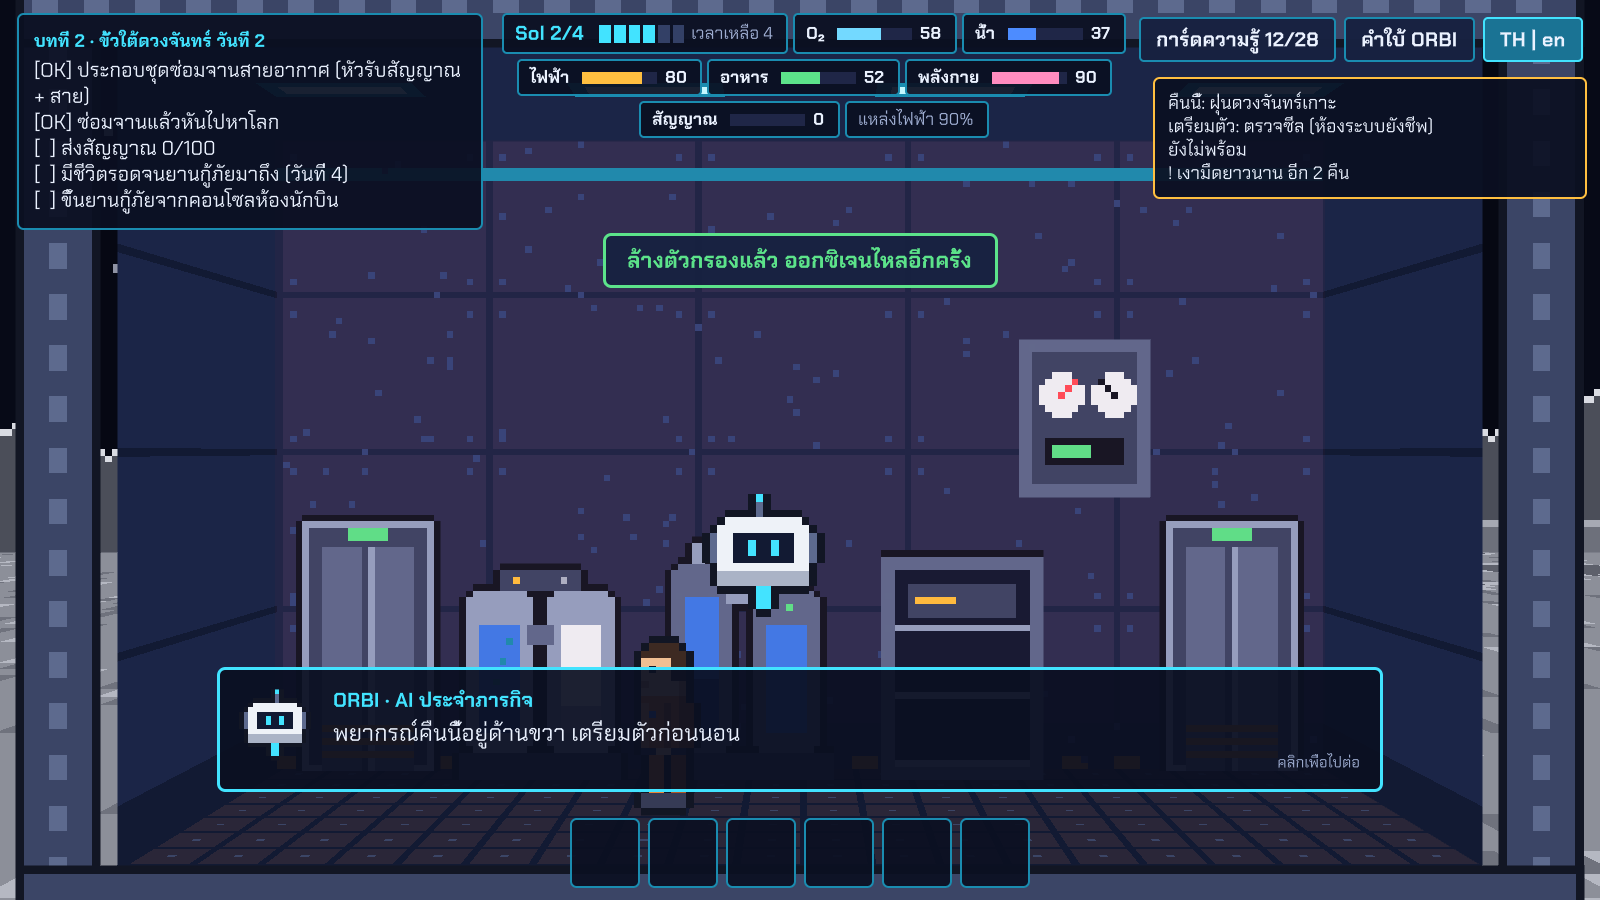 บทที่ 2 · ขั้วใต้ดวงจันทร์ วันที่ 2
[OK] ประกอบชุดซ่อมจานสายอากาศ (หัวรับสัญญาณ
+ สาย)
[OK] ซ่อมจานแล้วหันไปหาโลก
[ ] ส่งสัญญาณ 0/100
[ ] มีชีวิตรอดจนยานกู้ภัยมาถึง (วันที่ 4)
[ ] ขึ้นยานกู้ภัยจากคอนโซลห้องนักบิน
Sol 2/4 เวลาเหลือ 4
O₂ 58
น้ำ 37
ไฟฟ้า 80
อาหาร 52
พลังกาย 90
สัญญาณ 0
แหล่งไฟฟ้า 90%
การ์ดความรู้ 12/28
คำใบ้ ORBI
TH | en
คืนนี้: ฝุ่นดวงจันทร์เกาะ
เตรียมตัว: ตรวจซีล (ห้องระบบยังชีพ)
ยังไม่พร้อม
! เงามืดยาวนาน อีก 2 คืน
ล้างตัวกรองแล้ว ออกซิเจนไหลอีกครั้ง
ORBI · AI ประจำภารกิจ
พยากรณ์คืนนี้อยู่ด้านขวา เตรียมตัวก่อนนอน
คลิกเพื่อไปต่อ